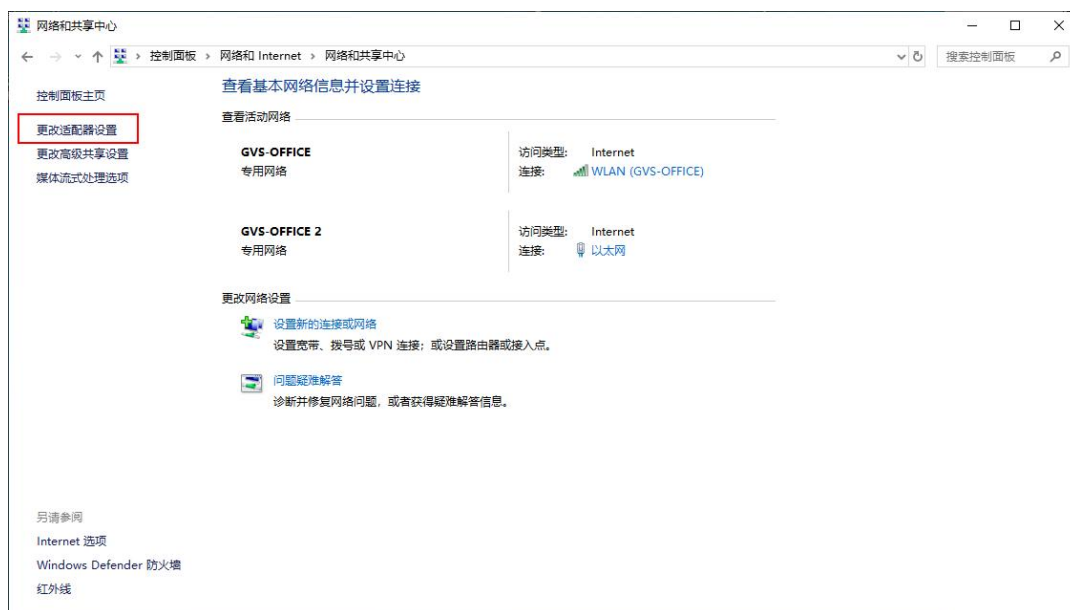 网络和共享中心
控制面板 › 网络和 Internet › 网络和共享中心
搜索控制面板
控制面板主页
更改适配器设置
更改高级共享设置
媒体流式处理选项
查看基本网络信息并设置连接
查看活动网络
GVS-OFFICE
专用网络
访问类型: Internet
连接: WLAN (GVS-OFFICE)
GVS-OFFICE 2
专用网络
访问类型: Internet
连接: 以太网
更改网络设置
设置新的连接或网络
设置宽带、拨号或 VPN 连接；或设置路由器或接入点。
问题疑难解答
诊断并修复网络问题，或者获得疑难解答信息。
另请参阅
Internet 选项
Windows Defender 防火墙
红外线